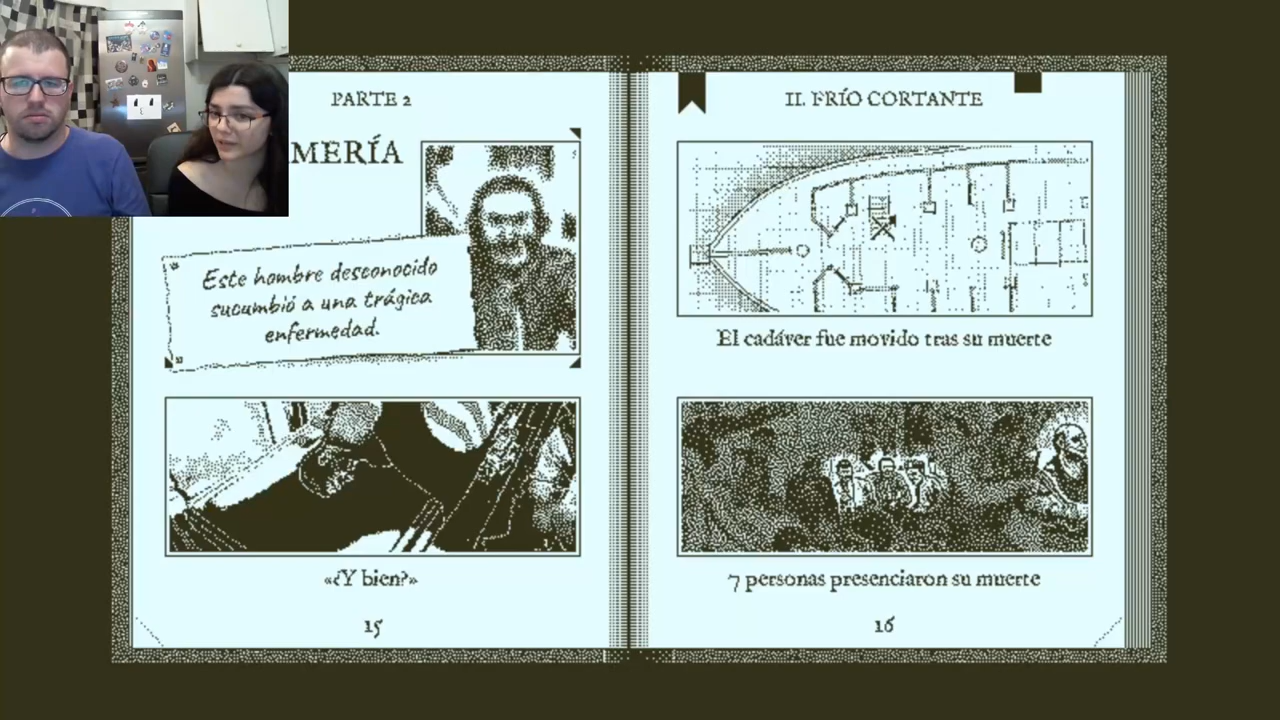 PARTE 2
MERÍA
Este hombre desconocido
sucumbió a una trágica
enfermedad.
«¿Y bien?»
15
II. FRÍO CORTANTE
El cadáver fue movido tras su muerte
7 personas presenciaron su muerte
16